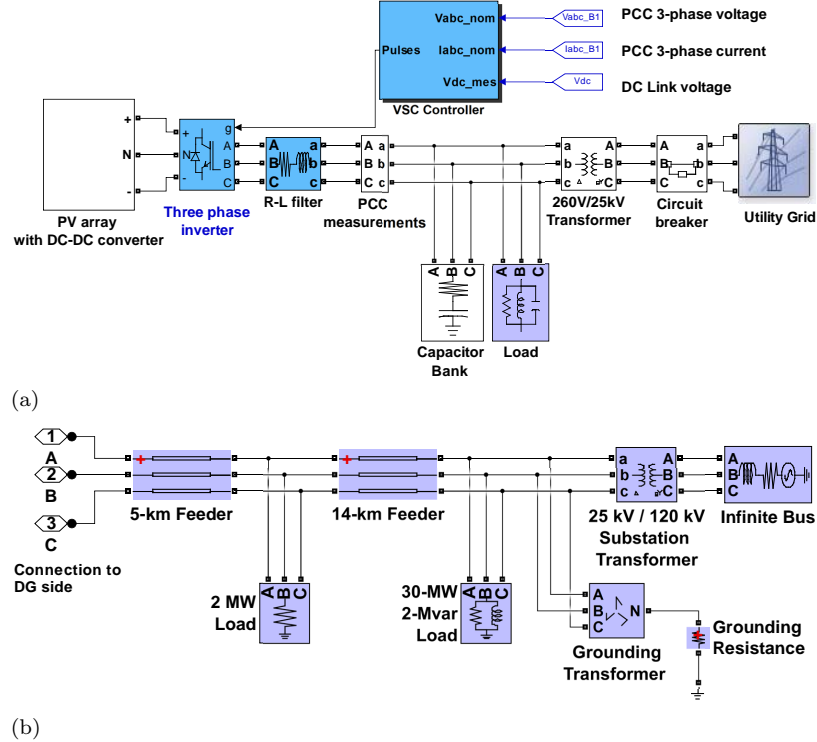 Vabc_nom
Vabc_B1
PCC 3-phase voltage
Pulses
Iabc_nom
Iabc_B1
PCC 3-phase current
Vdc_mes
Vdc
DC Link voltage
VSC Controller
+
N
-
+
N
-
g
A
B
C
A
B
C
a
b
c
A
B
C
a
b
c
a
b
c
A
B
C
A
B
C
a
b
c
PV array
with DC-DC converter
Three phase
inverter
R-L filter
PCC
measurements
260V/25kV
Transformer
Circuit
breaker
Utility Grid
A B C
A B C
Capacitor
Bank
Load
(a)
1
A
2
B
3
C
Connection to
DG side
5-km Feeder
14-km Feeder
a
b
c
A
B
C
A
B
C
25 kV / 120 kV
Substation
Transformer
Infinite Bus
A B C
2 MW
Load
A B C
30-MW
2-Mvar
Load
A
B
C
N
Grounding
Transformer
Grounding
Resistance
(b)